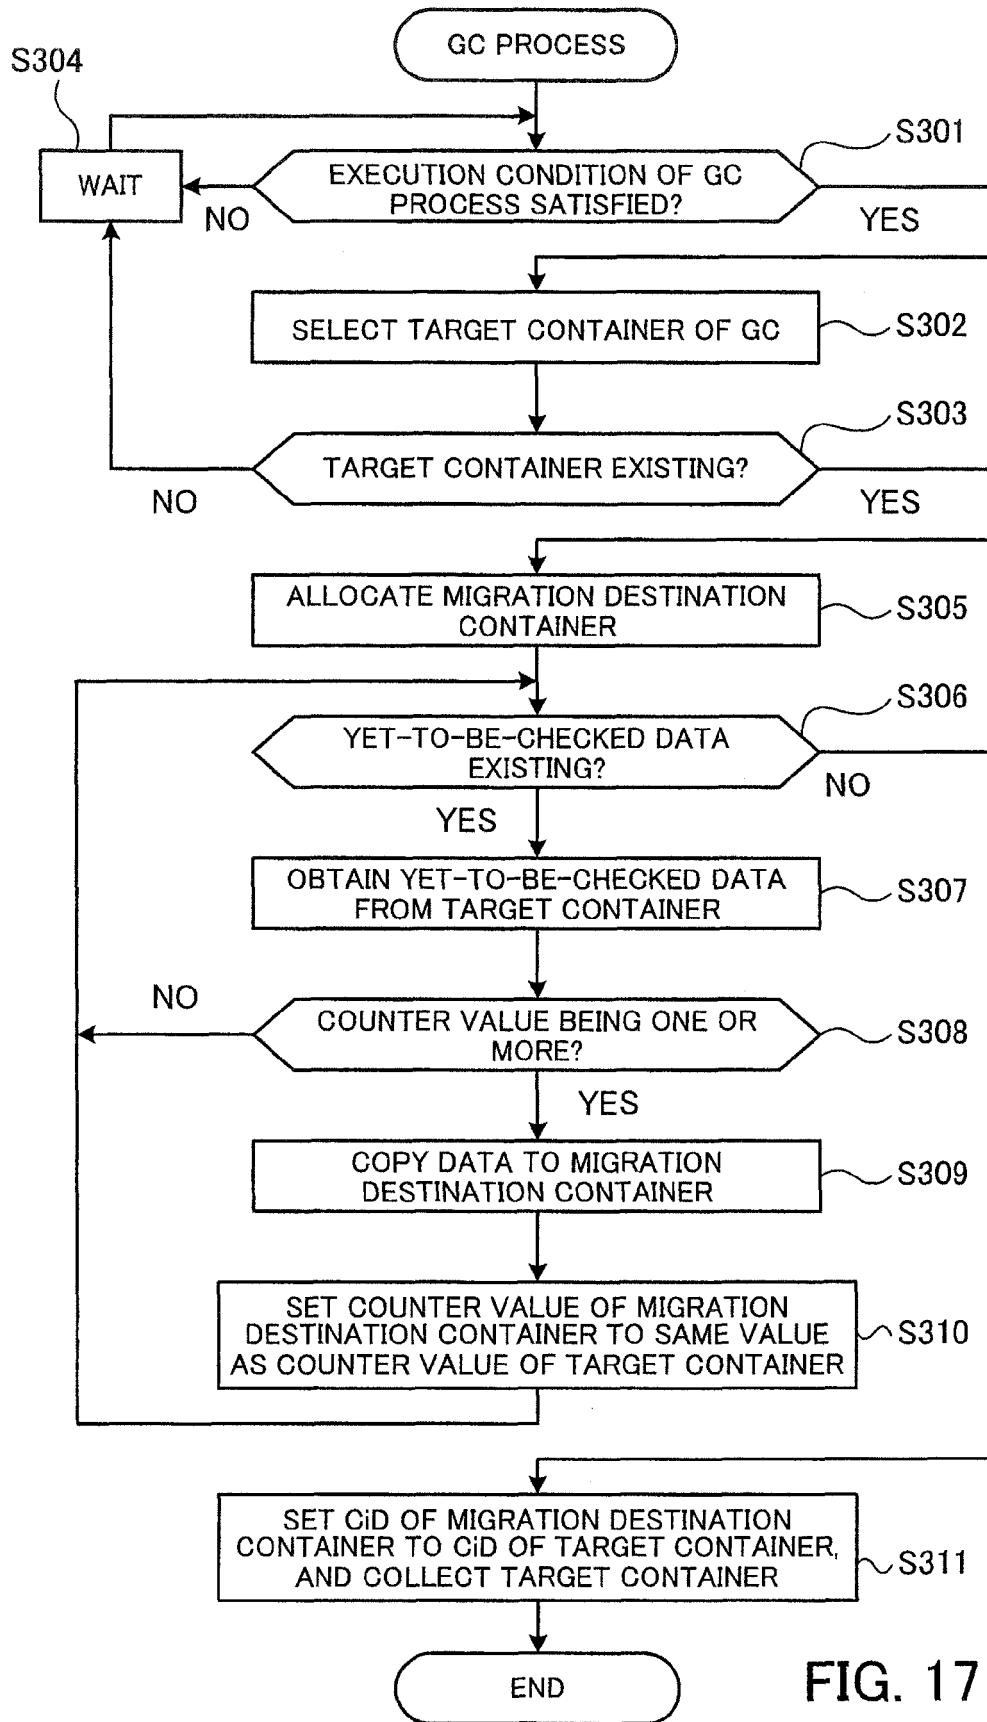 GC PROCESS
S304
S301
WAIT
EXECUTION CONDITION OF GC
PROCESS SATISFIED?
NO
YES
SELECT TARGET CONTAINER OF GC
S302
S303
TARGET CONTAINER EXISTING?
NO
YES
ALLOCATE MIGRATION DESTINATION
CONTAINER
S305
S306
YET-TO-BE-CHECKED DATA
EXISTING?
NO
YES
OBTAIN YET-TO-BE-CHECKED DATA
FROM TARGET CONTAINER
S307
NO
COUNTER VALUE BEING ONE OR
MORE?
S308
YES
COPY DATA TO MIGRATION
DESTINATION CONTAINER
S309
SET COUNTER VALUE OF MIGRATION
DESTINATION CONTAINER TO SAME VALUE
AS COUNTER VALUE OF TARGET CONTAINER
S310
SET CiD OF MIGRATION DESTINATION
CONTAINER TO CiD OF TARGET CONTAINER,
AND COLLECT TARGET CONTAINER
S311
END
FIG. 17